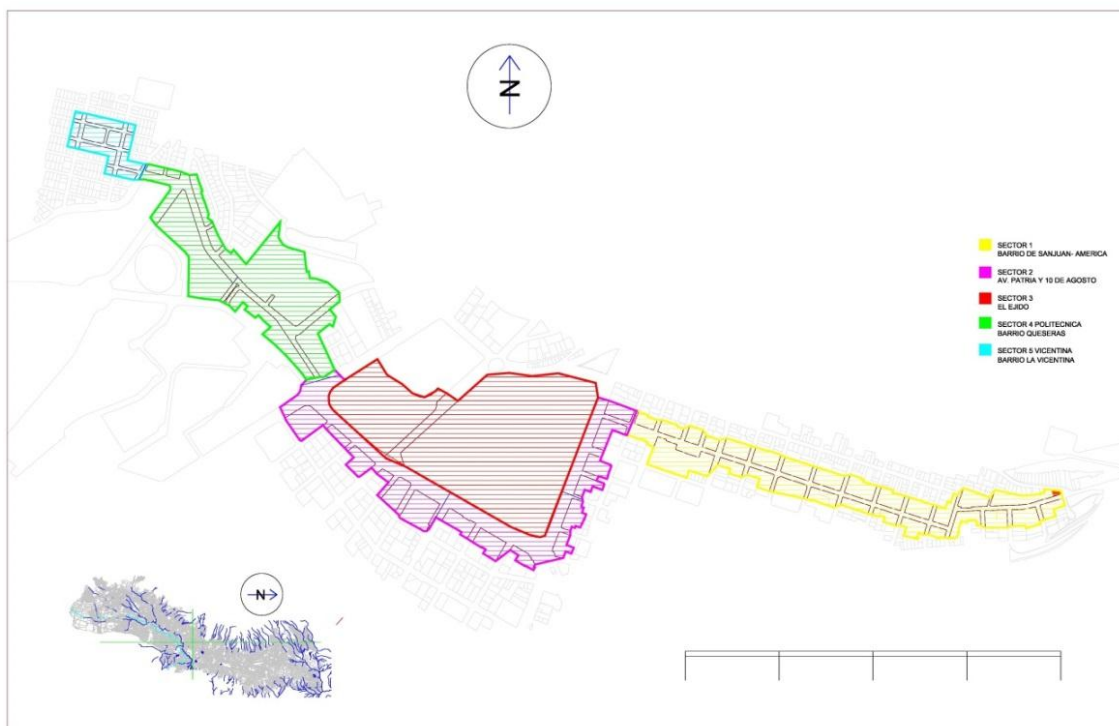 N
SECTOR 1
BARRIO DE SANJUAN- AMERICA
SECTOR 2
AV. PATRIA Y 10 DE AGOSTO
SECTOR 3
EL EJIDO
SECTOR 4 POLITECNICA
BARRIO QUESERAS
SECTOR 5 VICENTINA
BARRIO LA VICENTINA
N